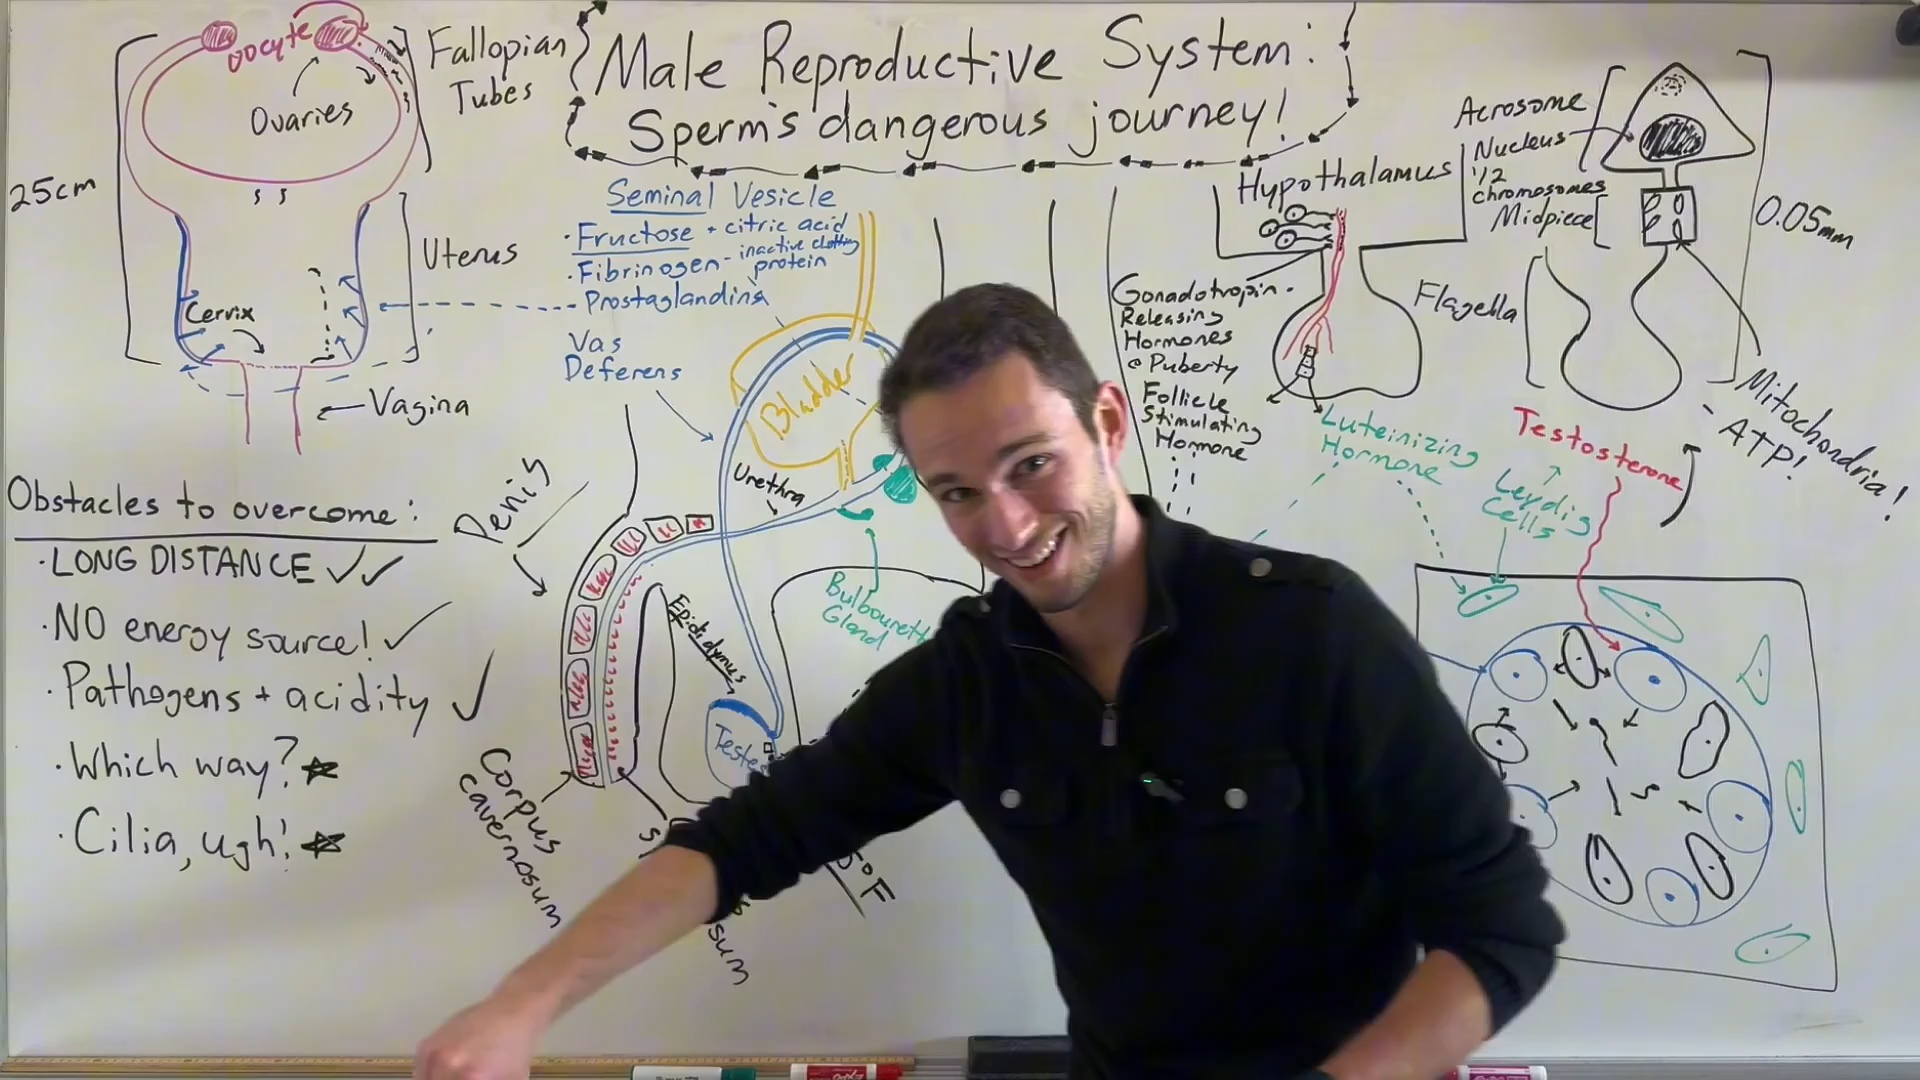 Male Reproductive System:
Sperm's dangerous journey!
25cm
oocyte
Ovaries
Fallopian
Tubes
Uterus
Cervix
Vagina
Obstacles to overcome:
· LONG DISTANCE ✓✓
· NO energy source! ✓
· Pathogens + acidity ✓
· Which way? ★
· Cilia, ugh! ★
Seminal Vesicle
· Fructose + citric acid
· Fibrinogen - inactive clotting
protein
- Prostaglandins
Vas
Deferens
Bladder
Urethra
Penis
Bulbourethr
Gland
Epididymus
Testes
Corpus
cavernosum
5°F
Hypothalamus
Gonadotropin-
Releasing
Hormones
@ Puberty
Follicle
Stimulating
Hormone
Luteinizing
Hormone
Acrosome
Nucleus
1/2
chromosomes
Midpiece
Flagella
0.05mm
Mitochondria!
- ATP!
Testosterone
Leydig
Cells